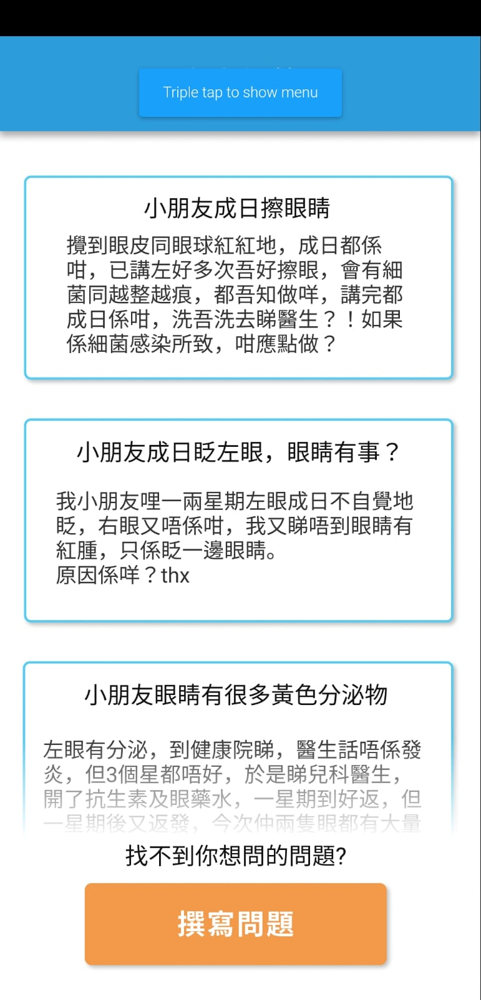 Triple tap to show menu
小朋友成日擦眼睛
攪到眼皮同眼球紅紅地，成日都係
咁，已講左好多次吾好擦眼，會有細
菌同越整越痕，都吾知做咩，講完都
成日係咁，洗吾洗去睇醫生？！如果
係細菌感染所致，咁應點做？
小朋友成日眨左眼，眼睛有事？
我小朋友哩一兩星期左眼成日不自覺地
眨，右眼又唔係咁，我又睇唔到眼睛有
紅腫，只係眨一邊眼睛。
原因係咩？thx
小朋友眼睛有很多黃色分泌物
左眼有分泌，到健康院睇，醫生話唔係發
炎，但3個星都唔好，於是睇兒科醫生，
開了抗生素及眼藥水，一星期到好返，但
一星期後又返發，今次仲兩隻眼都有大量
找不到你想問的問題?
撰寫問題